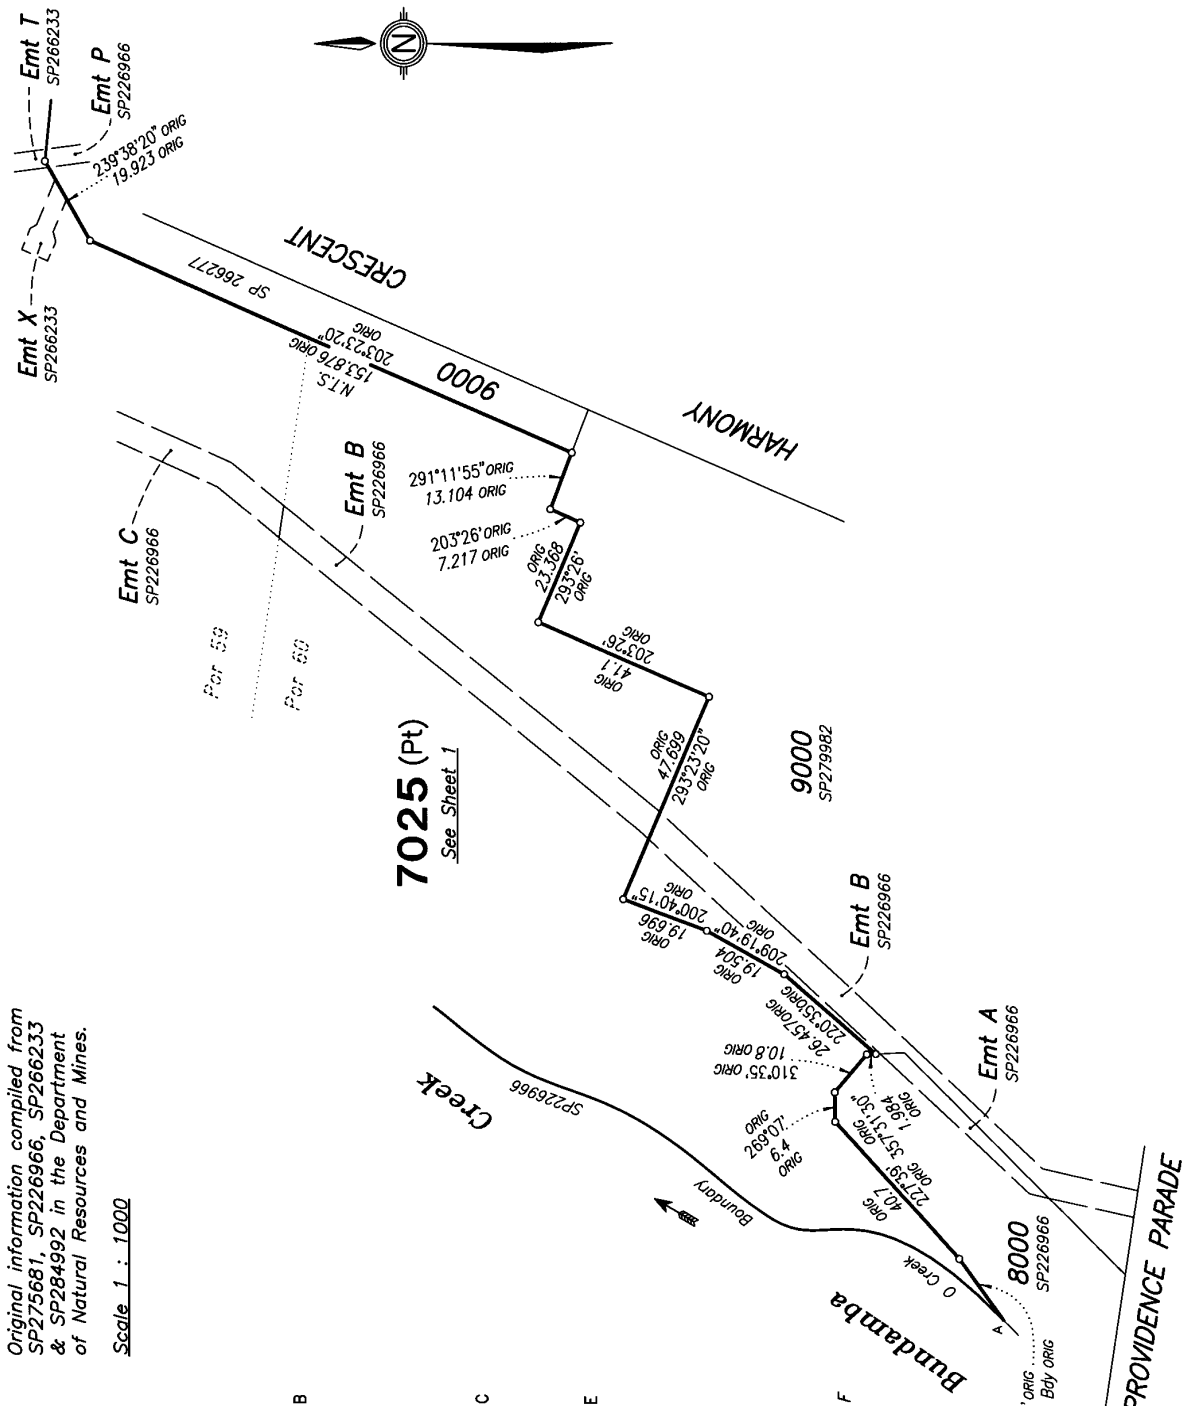 Original information compiled from
SP275681, SP226966, SP266233
& SP284992 in the Department
of Natural Resources and Mines.
Scale 1 : 1000
N
Emt T
SP266233
Emt P
SP226966
239°38'20" ORIG
19.923 ORIG
Emt X
SP266233
SP 266277
CRESCENT
203°23'20"
ORIG
153.876 ORIG
N.T.S.
9000
HARMONY
Emt C
SP226966
Emt B
SP226966
291°11'55" ORIG
13.104 ORIG
203°26' ORIG
7.217 ORIG
ORIG
23.368
293°26'
ORIG
Por 59
Por 60
203°26'
ORIG
41.1
ORIG
7025 (Pt)
See Sheet 1
ORIG
47.699
293°23'20"
ORIG
9000
SP279982
200°40'15"
ORIG
19.696
ORIG
209°19'40"
ORIG
19.504
ORIG
220°35' ORIG
26.457 ORIG
310°35' ORIG
10.8 ORIG
Emt B
SP226966
Emt A
SP226966
ORIG
357°31'30"
1.984
ORIG
ORIG
269°07'
6.4
ORIG
227°39'
ORIG
40.7
ORIG
Creek
SP226966
Boundary
O Creek
Bundamba
A
8000
SP226966
' ORIG
Bdy ORIG
PROVIDENCE PARADE
B
C
E
F